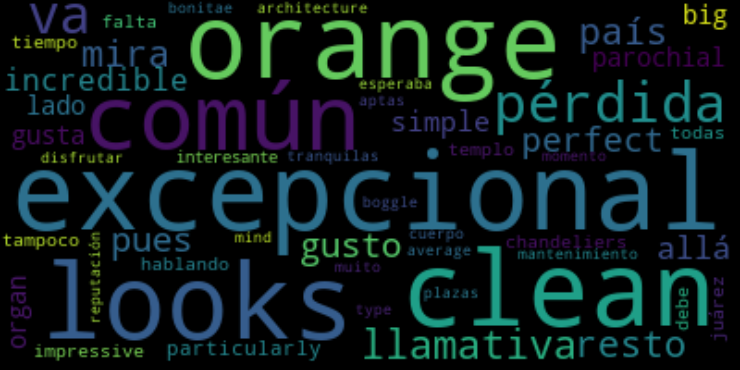 va falta bonitae architecture big
tiempo mira orange país parochial
incredible esperaba
lado común aptas simple pérdida
gusta perfect todas
disfrutar interesante tranquilas templo momento
excepcional
boggle
tampoco reputación pues mind gusto cuerpo average chandeliers allá
hablando muito mantenimiento
organ looks type clean plazas debe juárez
impressive particularly llamativa resto